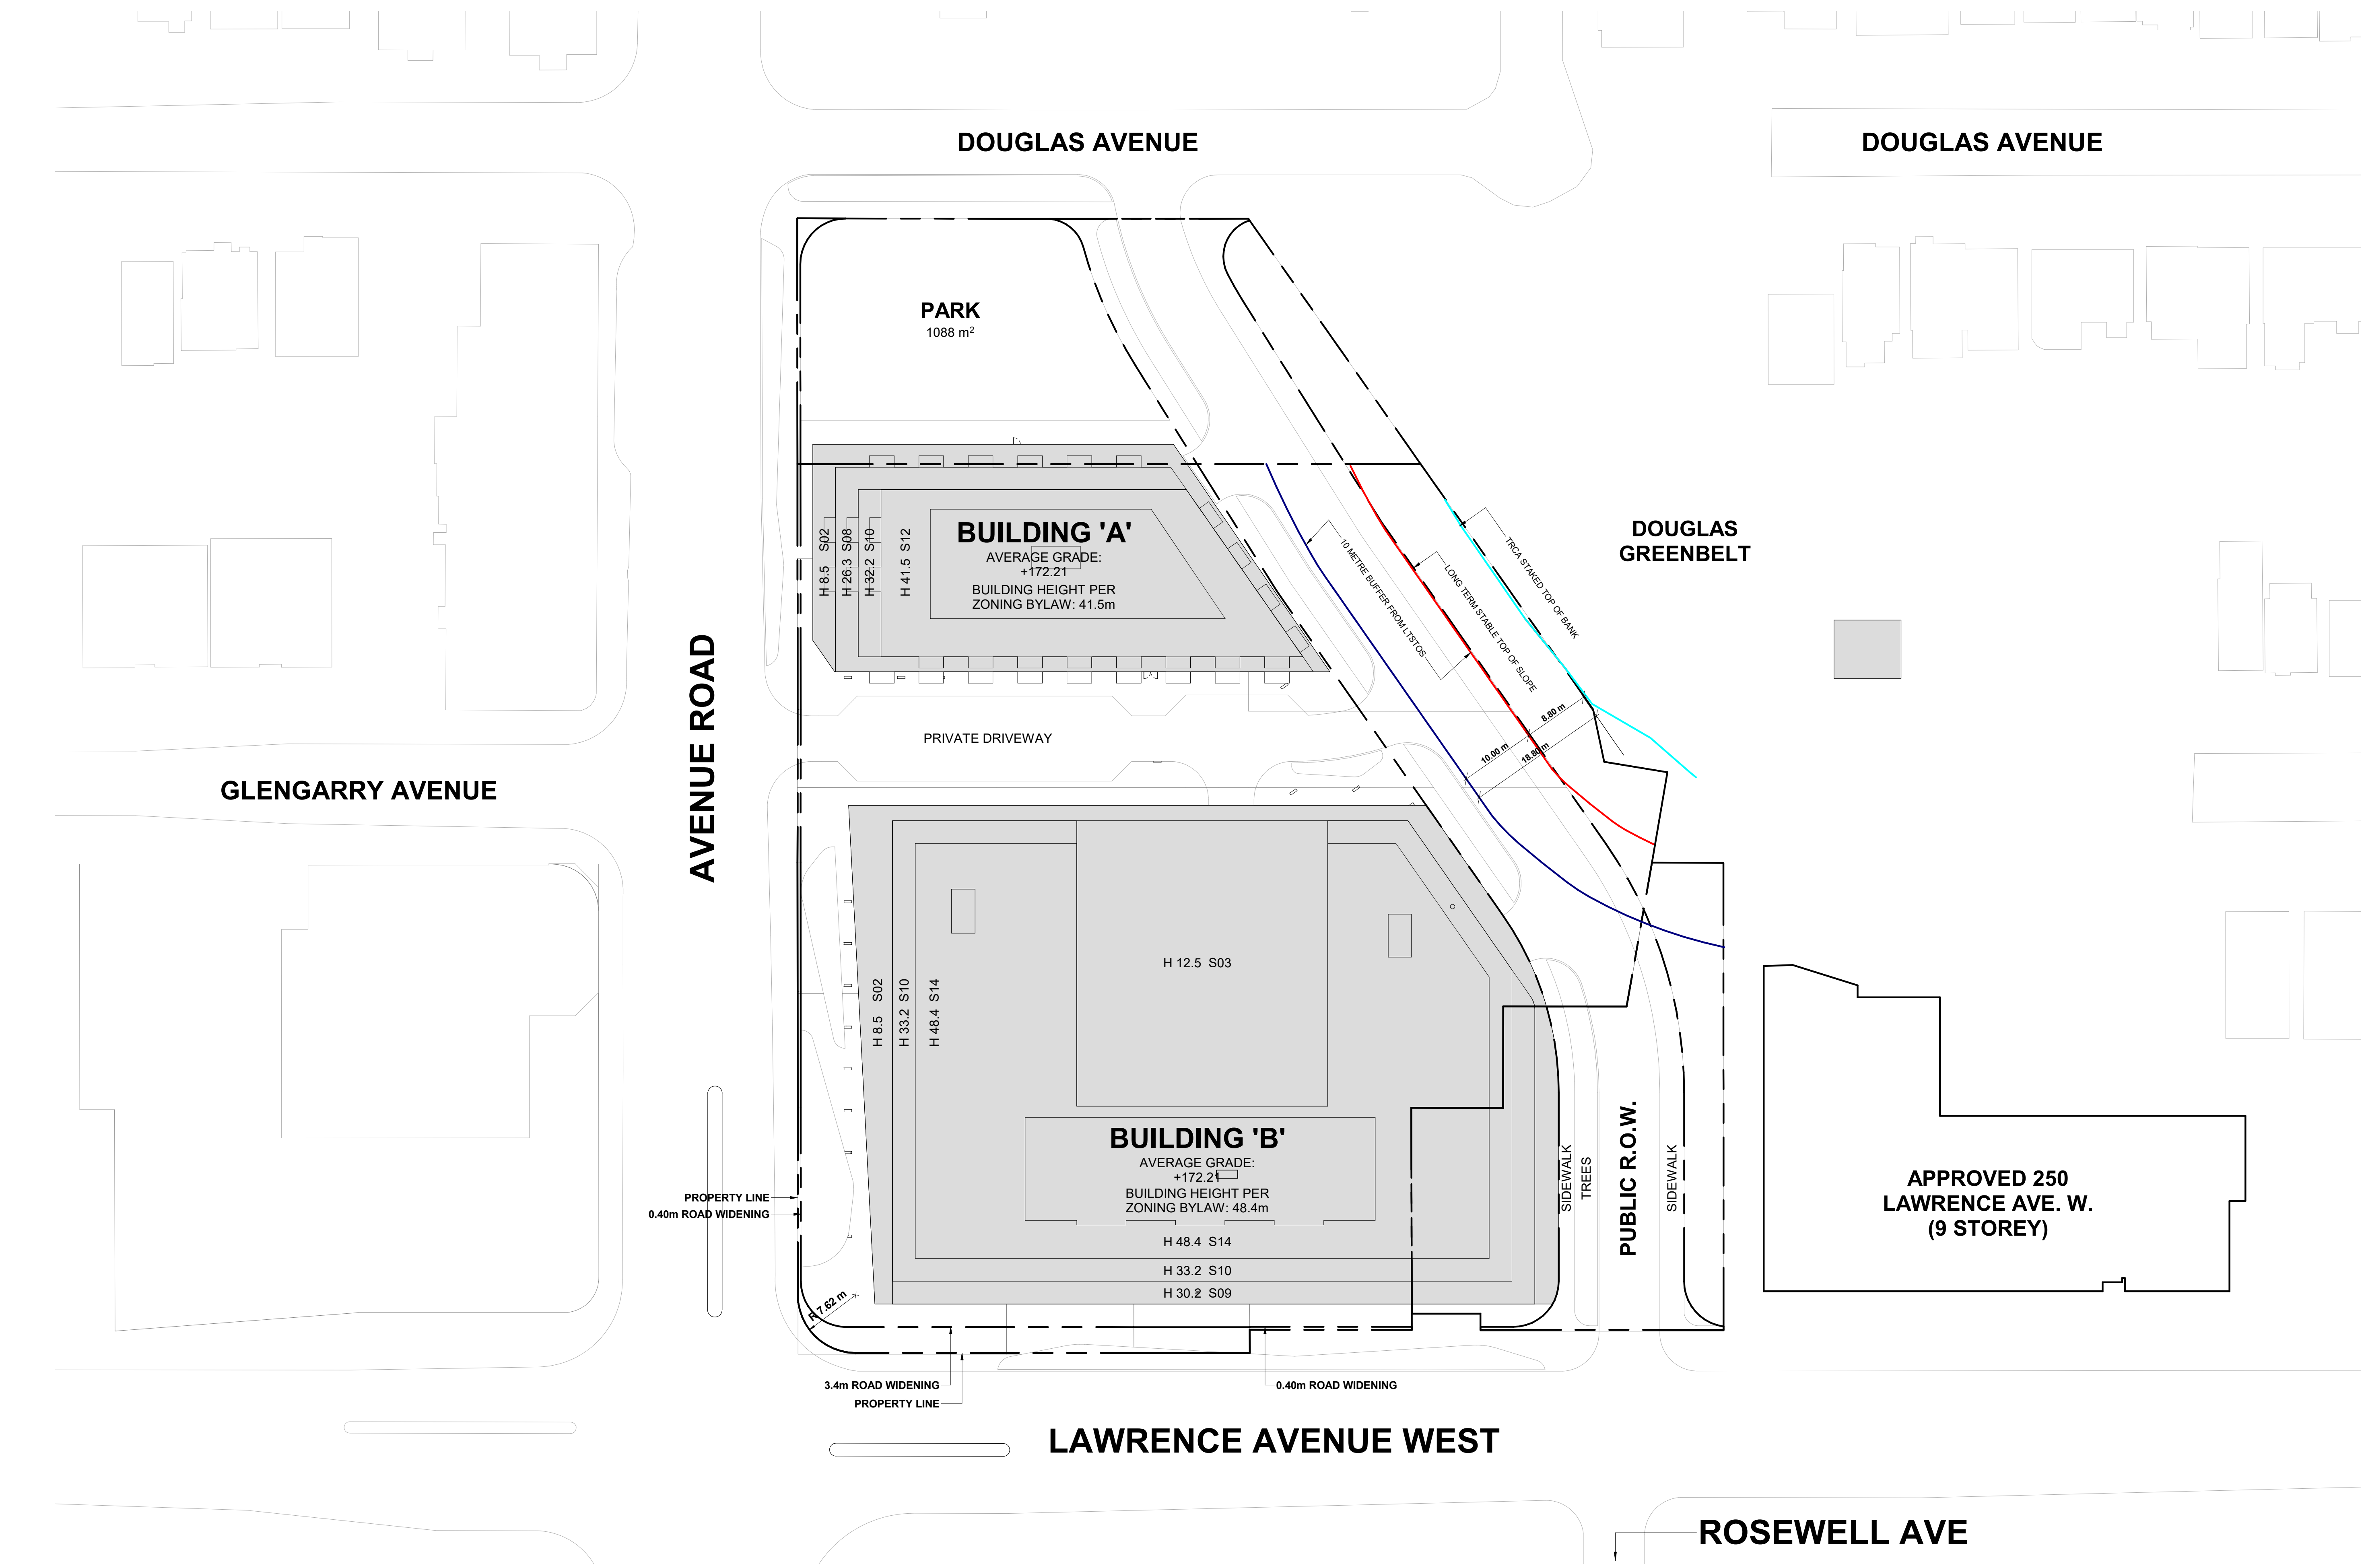 DOUGLAS AVENUE
DOUGLAS AVENUE
PARK
1088 m²
BUILDING 'A'
AVERAGE GRADE:
+172.21
BUILDING HEIGHT PER
ZONING BYLAW: 41.5m
H 8.5 S02
H 26.3 S08
H 32.2 S10
H 41.5 S12
10 METRE BUFFER FROM LTSTOS
LONG TERM STABLE TOP OF SLOPE
TRCA STAKED TOP OF BANK
DOUGLAS
GREENBELT
8.80 m
10.00 m
18.80 m
AVENUE ROAD
PRIVATE DRIVEWAY
GLENGARRY AVENUE
H 12.5 S03
H 8.5 S02
H 33.2 S10
H 48.4 S14
BUILDING 'B'
AVERAGE GRADE:
+172.21
BUILDING HEIGHT PER
ZONING BYLAW: 48.4m
H 48.4 S14
H 33.2 S10
H 30.2 S09
SIDEWALK
TREES
PUBLIC R.O.W.
SIDEWALK
APPROVED 250
LAWRENCE AVE. W.
(9 STOREY)
PROPERTY LINE
0.40m ROAD WIDENING
R 7.62 m
3.4m ROAD WIDENING
PROPERTY LINE
0.40m ROAD WIDENING
LAWRENCE AVENUE WEST
ROSEWELL AVE